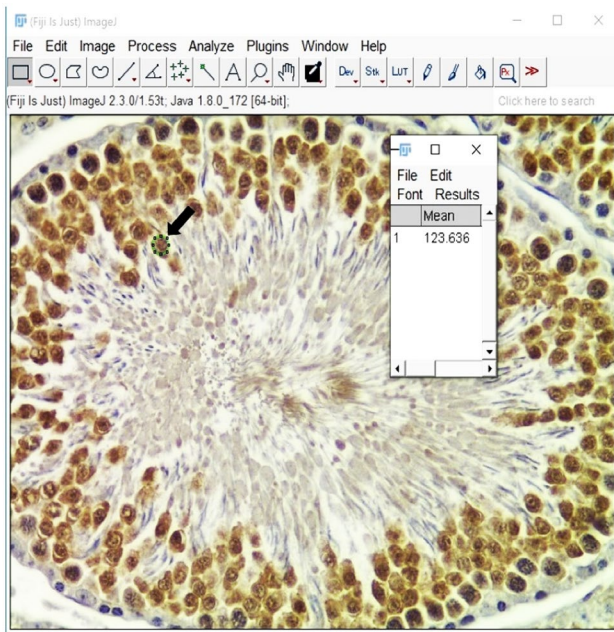 (Fiji Is Just) ImageJ
File Edit Image Process Analyze Plugins Window Help
Dev Stk LUT
(Fiji Is Just) ImageJ 2.3.0/1.53t; Java 1.8.0_172 [64-bit];
Click here to search
File Edit
Font Results
Mean
1 123.636